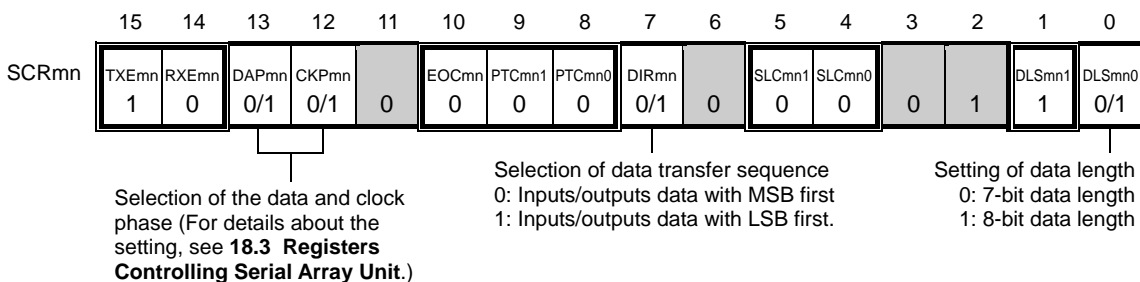 15 14 13 12 11 10 9 8 7 6 5 4 3 2 1 0
SCRmn TXEmn RXEmn DAPmn CKPmn EOCmn PTCmn1 PTCmn0 DIRmn SLCmn1 SLCmn0 DLSmn1 DLSmn0
1 0 0/1 0/1 0 0 0 0 0/1 0 0 0 0 1 1 0/1
Selection of the data and clock
phase (For details about the
setting, see 18.3 Registers
Controlling Serial Array Unit.)
Selection of data transfer sequence
0: Inputs/outputs data with MSB first
1: Inputs/outputs data with LSB first.
Setting of data length
0: 7-bit data length
1: 8-bit data length